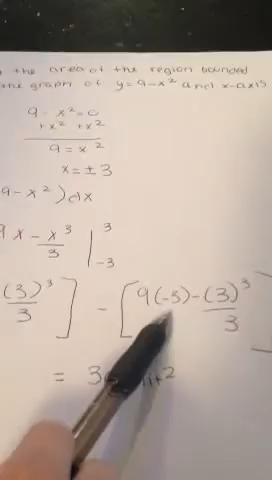 the area of the region bounded
the graph of y = 9 - x² and x-axis
9 - x² = 0
+x² +x²
9 = x²
x = ± 3
9 - x² ) dx
9x - x³/3 |³₋₃
(3)³/3 ] - [ 9(-3) - (3)³/3
= 3